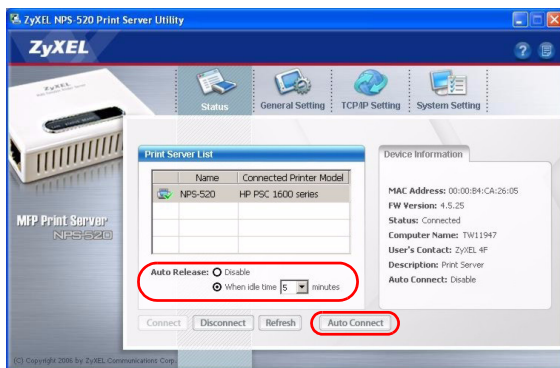 ZyXEL NPS-520 Print Server Utility
ZyXEL
Status
General Setting
TCP/IP Setting
System Setting
ZyXEL
MFP Print Server
NPS-520
Print Server List
Name
Connected Printer Model
NPS-520
HP PSC 1600 series
Auto Release:
Disable
When idle time 5 minutes
Connect
Disconnect
Refresh
Auto Connect
Device Information
MAC Address: 00:00:B4:CA:26:05
FW Version: 4.5.25
Status: Connected
Computer Name: TW11947
User's Contact: ZyXEL 4F
Description: Print Server
Auto Connect: Disable
(C) Copyright 2006 by ZyXEL Communications Corp.